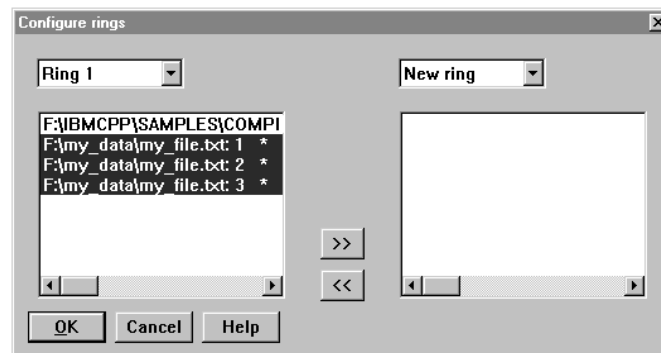 Configure rings
Ring 1
New ring
F:\IBMCPP\SAMPLES\COMPI
F:\my_data\my_file.txt: 1 *
F:\my_data\my_file.txt: 2 *
F:\my_data\my_file.txt: 3 *
>>
<<
OK Cancel Help